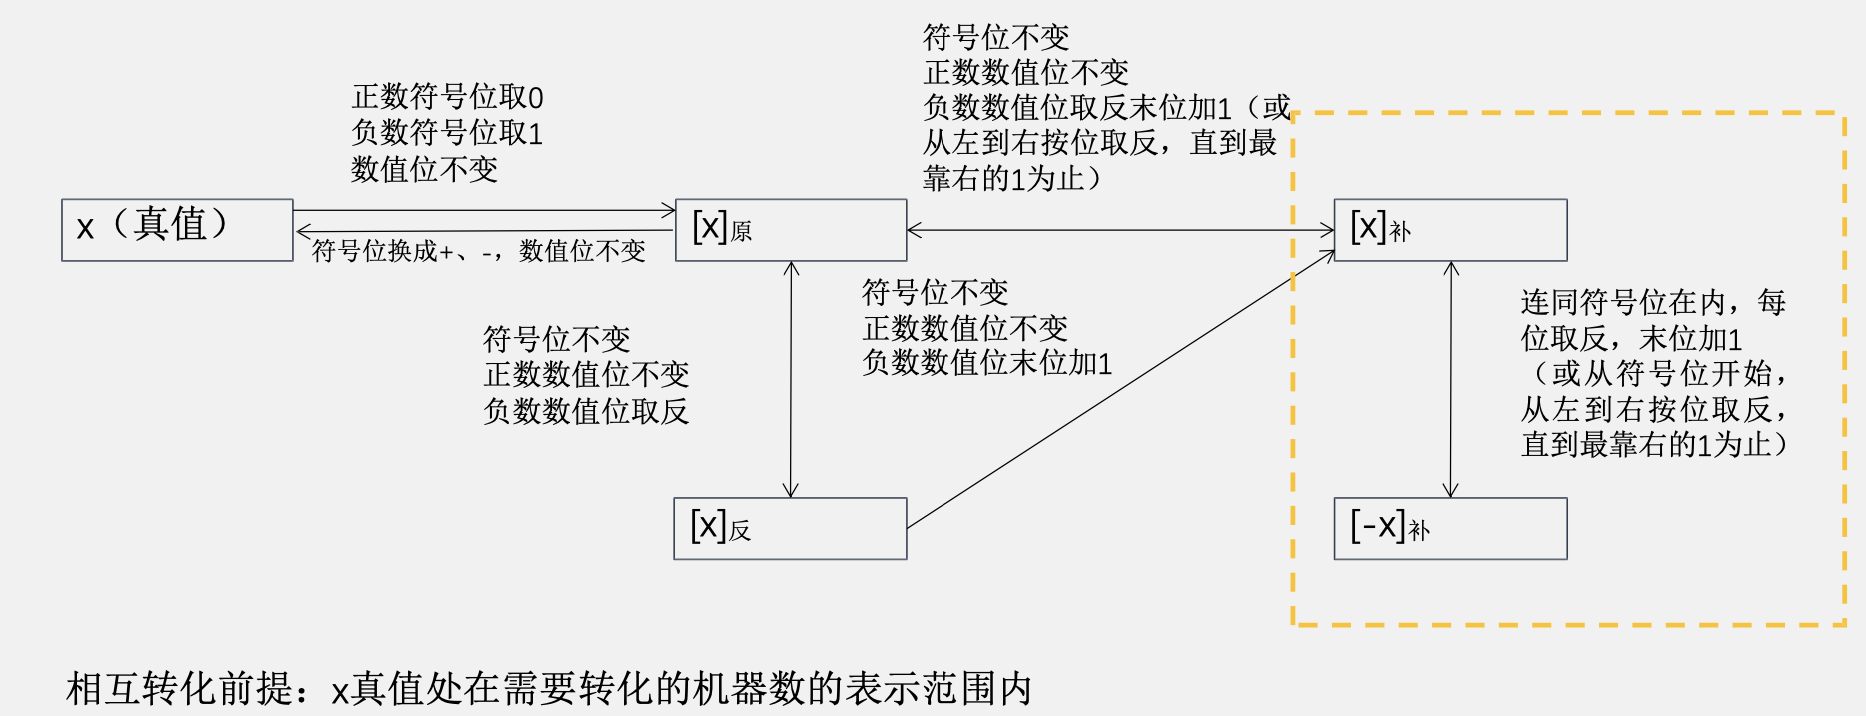 符号位不变
正数数值位不变
负数数值位取反末位加1（或
从左到右按位取反，直到最
靠右的1为止）
正数符号位取0
负数符号位取1
数值位不变
x（真值）
[x]原
[x]补
符号位换成+、-，数值位不变
符号位不变
正数数值位不变
负数数值位取反
符号位不变
正数数值位不变
负数数值位末位加1
连同符号位在内，每
位取反，末位加1
（或从符号位开始，
从左到右按位取反，
直到最靠右的1为止）
[x]反
[-x]补
相互转化前提：x真值处在需要转化的机器数的表示范围内